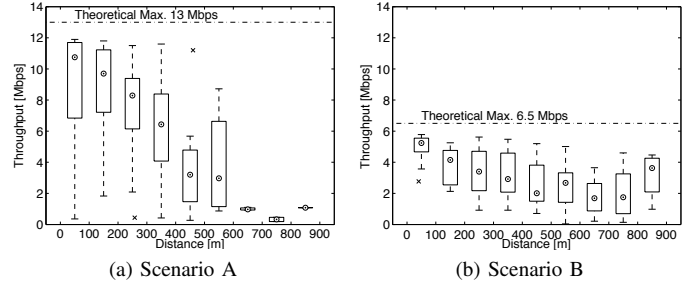 Theoretical Max. 13 Mbps
Throughput [Mbps]
14
12
10
8
6
4
2
0
0 100 200 300 400 500 600 700 800 900
Distance [m]
(a) Scenario A
Theoretical Max. 6.5 Mbps
Throughput [Mbps]
14
12
10
8
6
4
2
0
0 100 200 300 400 500 600 700 800 900
Distance [m]
(b) Scenario B